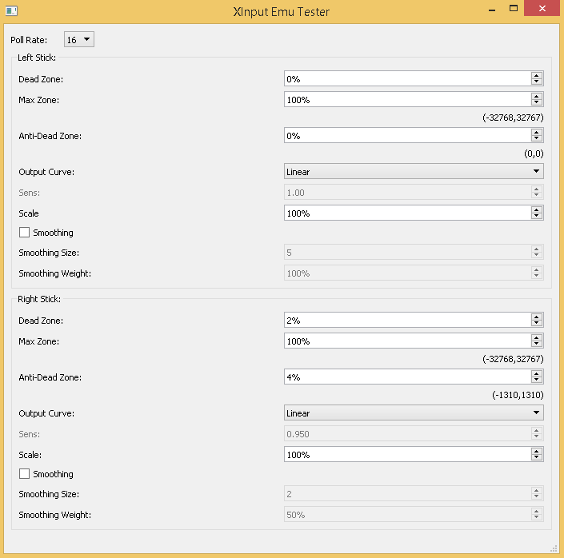 XInput Emu Tester
Poll Rate: 16
Left Stick:
Dead Zone: 0%
Max Zone: 100%
(-32768,32767)
Anti-Dead Zone: 0%
(0,0)
Output Curve: Linear
Sens: 1.00
Scale 100%
Smoothing
Smoothing Size: 5
Smoothing Weight: 100%
Right Stick:
Dead Zone: 2%
Max Zone: 100%
(-32768,32767)
Anti-Dead Zone: 4%
(-1310,1310)
Output Curve: Linear
Sens: 0.950
Scale: 100%
Smoothing
Smoothing Size: 2
Smoothing Weight: 50%